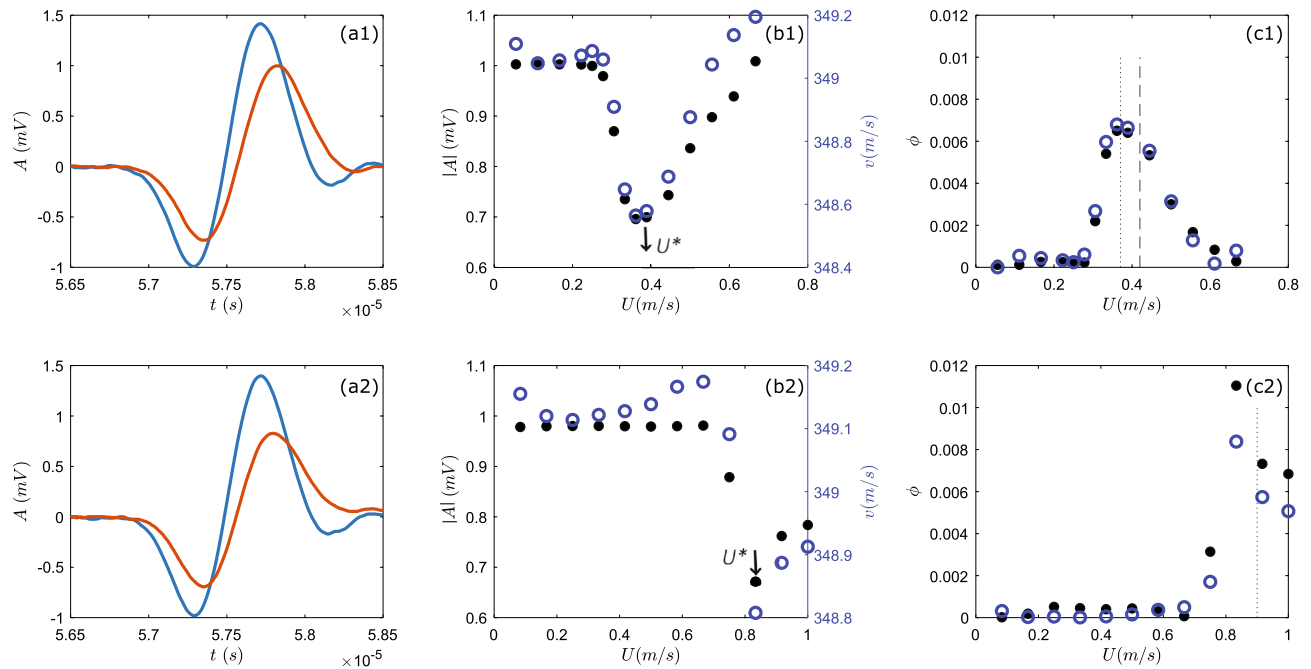 (a1)
1.5
1
0.5
0
-0.5
-1
A (mV)
5.65 5.7 5.75 5.8 5.85
t (s)
×10⁻⁵
(b1)
1.1
1
0.9
0.8
0.7
0.6
|A| (mV)
349.2
349
348.8
348.6
348.4
v(m/s)
U*
0 0.2 0.4 0.6 0.8
U(m/s)
(c1)
0.012
0.01
0.008
0.006
0.004
0.002
0
ϕ
0 0.2 0.4 0.6 0.8
U(m/s)
(a2)
1.5
1
0.5
0
-0.5
-1
A (mV)
5.65 5.7 5.75 5.8 5.85
t (s)
×10⁻⁵
(b2)
1.1
1
0.9
0.8
0.7
0.6
|A| (mV)
349.2
349.1
349
348.9
348.8
v(m/s)
U*
0 0.2 0.4 0.6 0.8 1
U(m/s)
(c2)
0.012
0.01
0.008
0.006
0.004
0.002
0
ϕ
0 0.2 0.4 0.6 0.8 1
U(m/s)